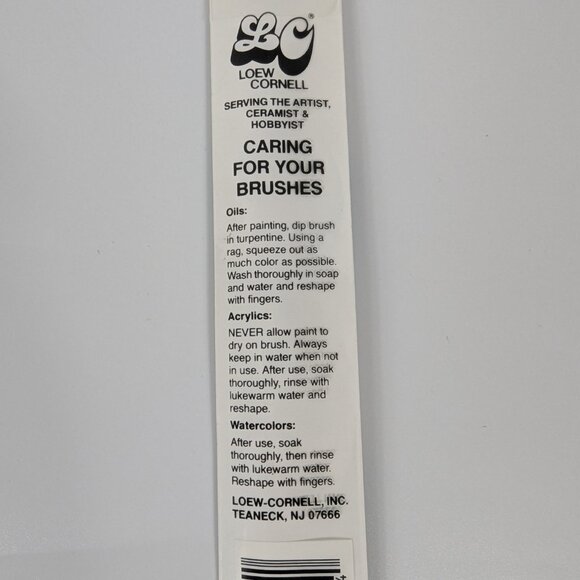 LC®
LOEW
CORNELL
SERVING THE ARTIST,
CERAMIST &
HOBBYIST
CARING
FOR YOUR
BRUSHES
Oils:
After painting, dip brush
in turpentine. Using a
rag, squeeze out as
much color as possible.
Wash thoroughly in soap
and water and reshape
with fingers.
Acrylics:
NEVER allow paint to
dry on brush. Always
keep in water when not
in use. After use, soak
thoroughly, rinse with
lukewarm water and
reshape.
Watercolors:
After use, soak
thoroughly, then rinse
with lukewarm water.
Reshape with fingers.
LOEW-CORNELL, INC.
TEANECK, NJ 07666